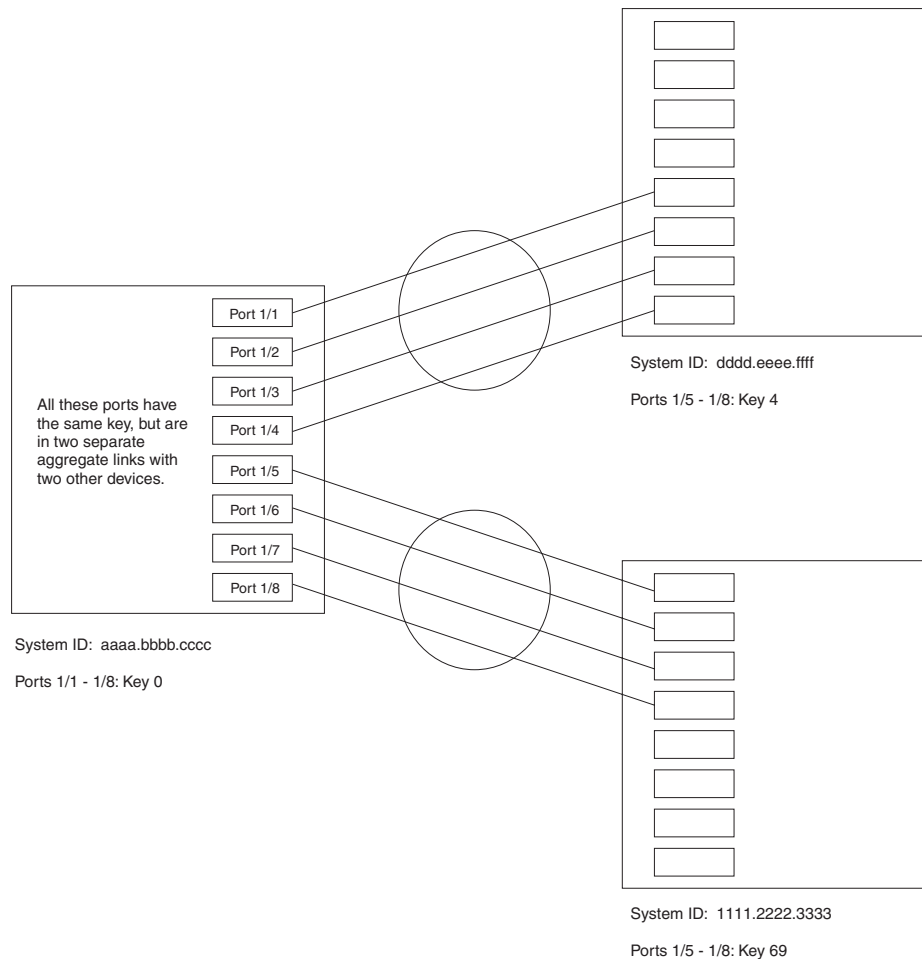 System ID: dddd.eeee.ffff
Ports 1/5 - 1/8: Key 4
Port 1/1
Port 1/2
Port 1/3
Port 1/4
Port 1/5
Port 1/6
Port 1/7
Port 1/8
All these ports have
the same key, but are
in two separate
aggregate links with
two other devices.
System ID: aaaa.bbbb.cccc
Ports 1/1 - 1/8: Key 0
System ID: 1111.2222.3333
Ports 1/5 - 1/8: Key 69